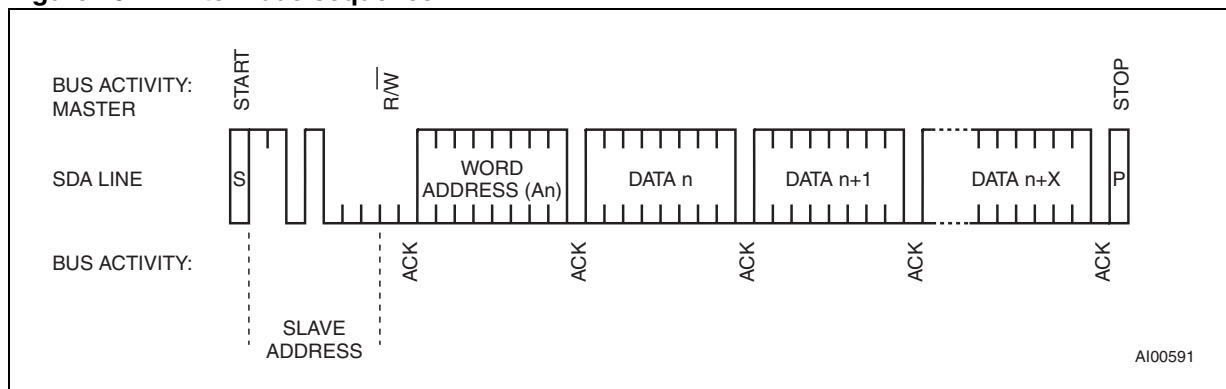 START
R/W
STOP
BUS ACTIVITY:
MASTER
SDA LINE
S
WORD
ADDRESS (An)
DATA n
DATA n+1
DATA n+X
P
BUS ACTIVITY:
ACK
ACK
ACK
ACK
ACK
SLAVE
ADDRESS
AI00591